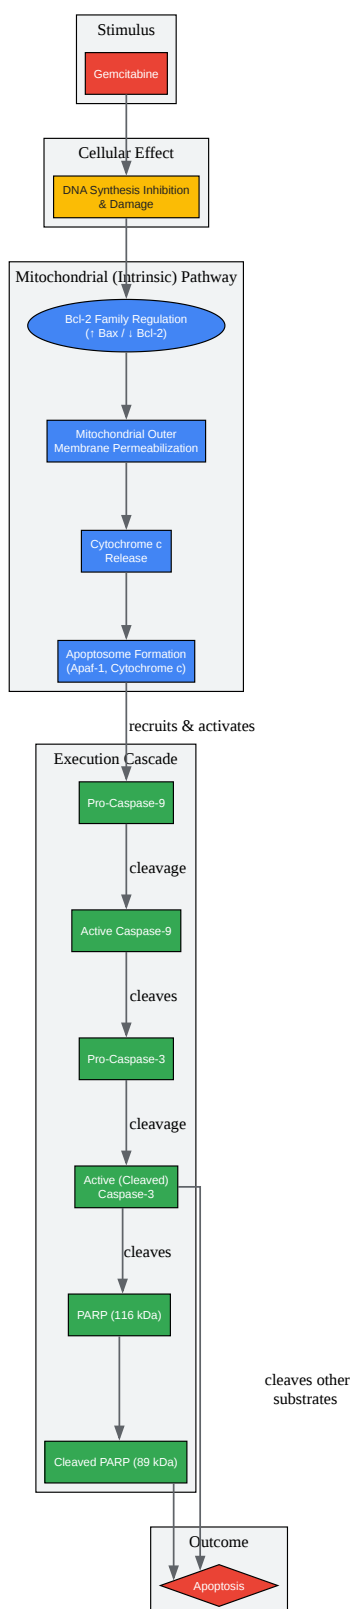 Stimulus
Gemcitabine
Cellular Effect
DNA Synthesis Inhibition
& Damage
Mitochondrial (Intrinsic) Pathway
Bcl-2 Family Regulation
(↑ Bax / ↓ Bcl-2)
Mitochondrial Outer
Membrane Permeabilization
Cytochrome c
Release
Apoptosome Formation
(Apaf-1, Cytochrome c)
recruits & activates
Execution Cascade
Pro-Caspase-9
cleavage
Active Caspase-9
cleaves
Pro-Caspase-3
cleavage
Active (Cleaved)
Caspase-3
cleaves
PARP (116 kDa)
cleaves other
substrates
Cleaved PARP (89 kDa)
Outcome
Apoptosis